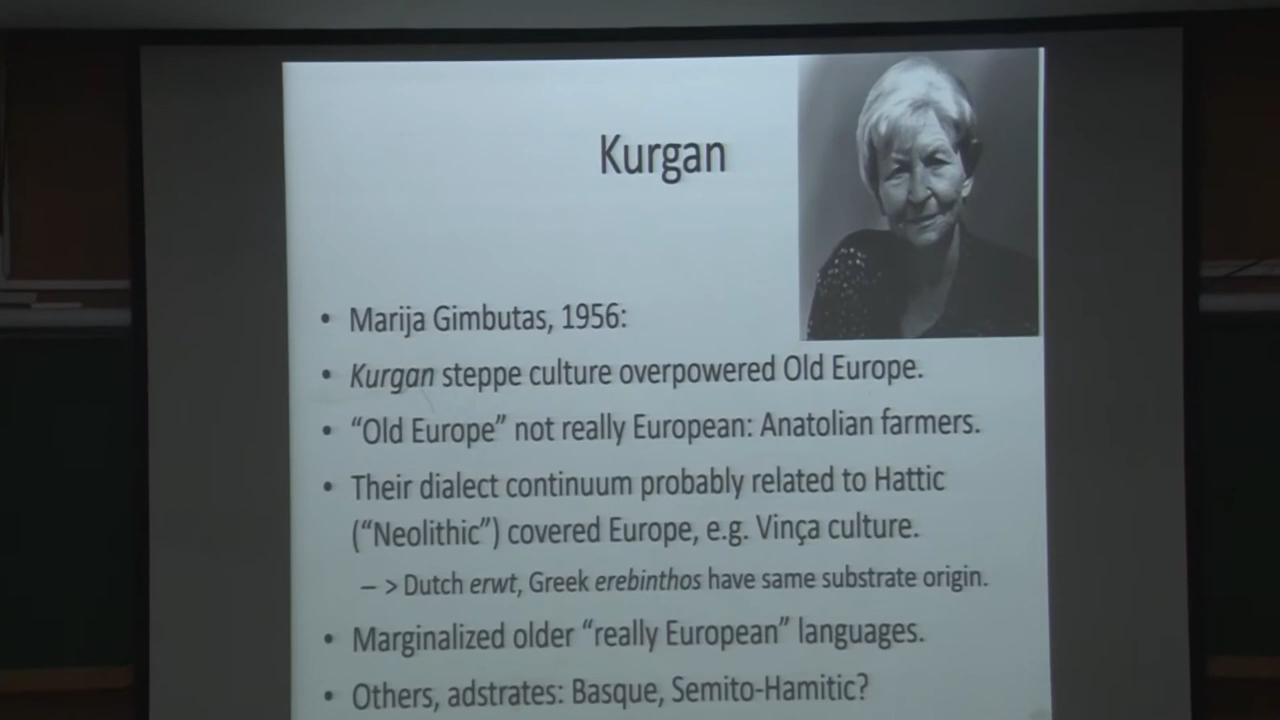 Kurgan
• Marija Gimbutas, 1956:
• Kurgan steppe culture overpowered Old Europe.
• “Old Europe” not really European: Anatolian farmers.
• Their dialect continuum probably related to Hattic
(“Neolithic”) covered Europe, e.g. Vinça culture.
– > Dutch erwt, Greek erebinthos have same substrate origin.
• Marginalized older “really European” languages.
• Others, adstrates: Basque, Semito-Hamitic?